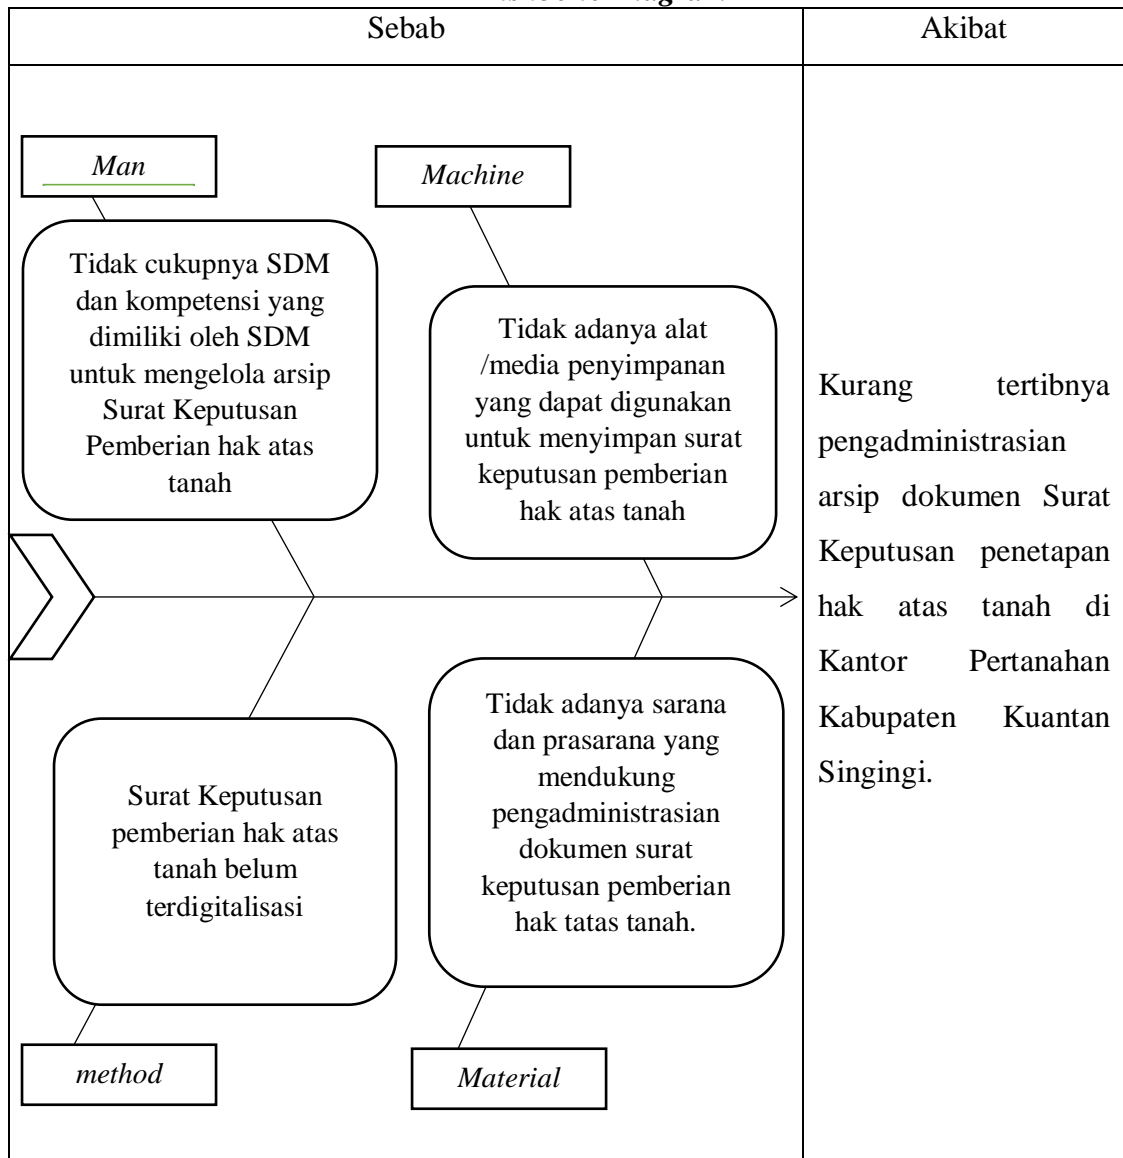 Sebab
Akibat
Man
Machine
Tidak cukupnya SDM
dan kompetensi yang
dimiliki oleh SDM
untuk mengelola arsip
Surat Keputusan
Pemberian hak atas
tanah
Tidak adanya alat
/media penyimpanan
yang dapat digunakan
untuk menyimpan surat
keputusan pemberian
hak atas tanah
Surat Keputusan
pemberian hak atas
tanah belum
terdigitalisasi
Tidak adanya sarana
dan prasarana yang
mendukung
pengadministrasian
dokumen surat
keputusan pemberian
hak tatas tanah.
method
Material
Kurang tertibnya
pengadministrasian
arsip dokumen Surat
Keputusan penetapan
hak atas tanah di
Kantor Pertanahan
Kabupaten Kuantan
Singingi.